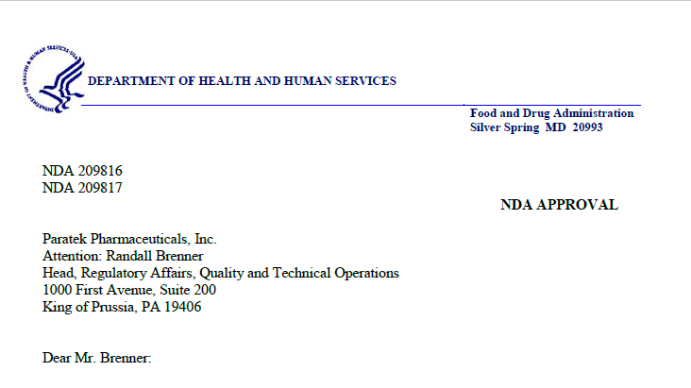 DEPARTMENT OF HEALTH AND HUMAN SERVICES
Food and Drug Administration
Silver Spring MD 20993
NDA 209816
NDA 209817
NDA APPROVAL
Paratek Pharmaceuticals, Inc.
Attention: Randall Brenner
Head, Regulatory Affairs, Quality and Technical Operations
1000 First Avenue, Suite 200
King of Prussia, PA 19406
Dear Mr. Brenner: